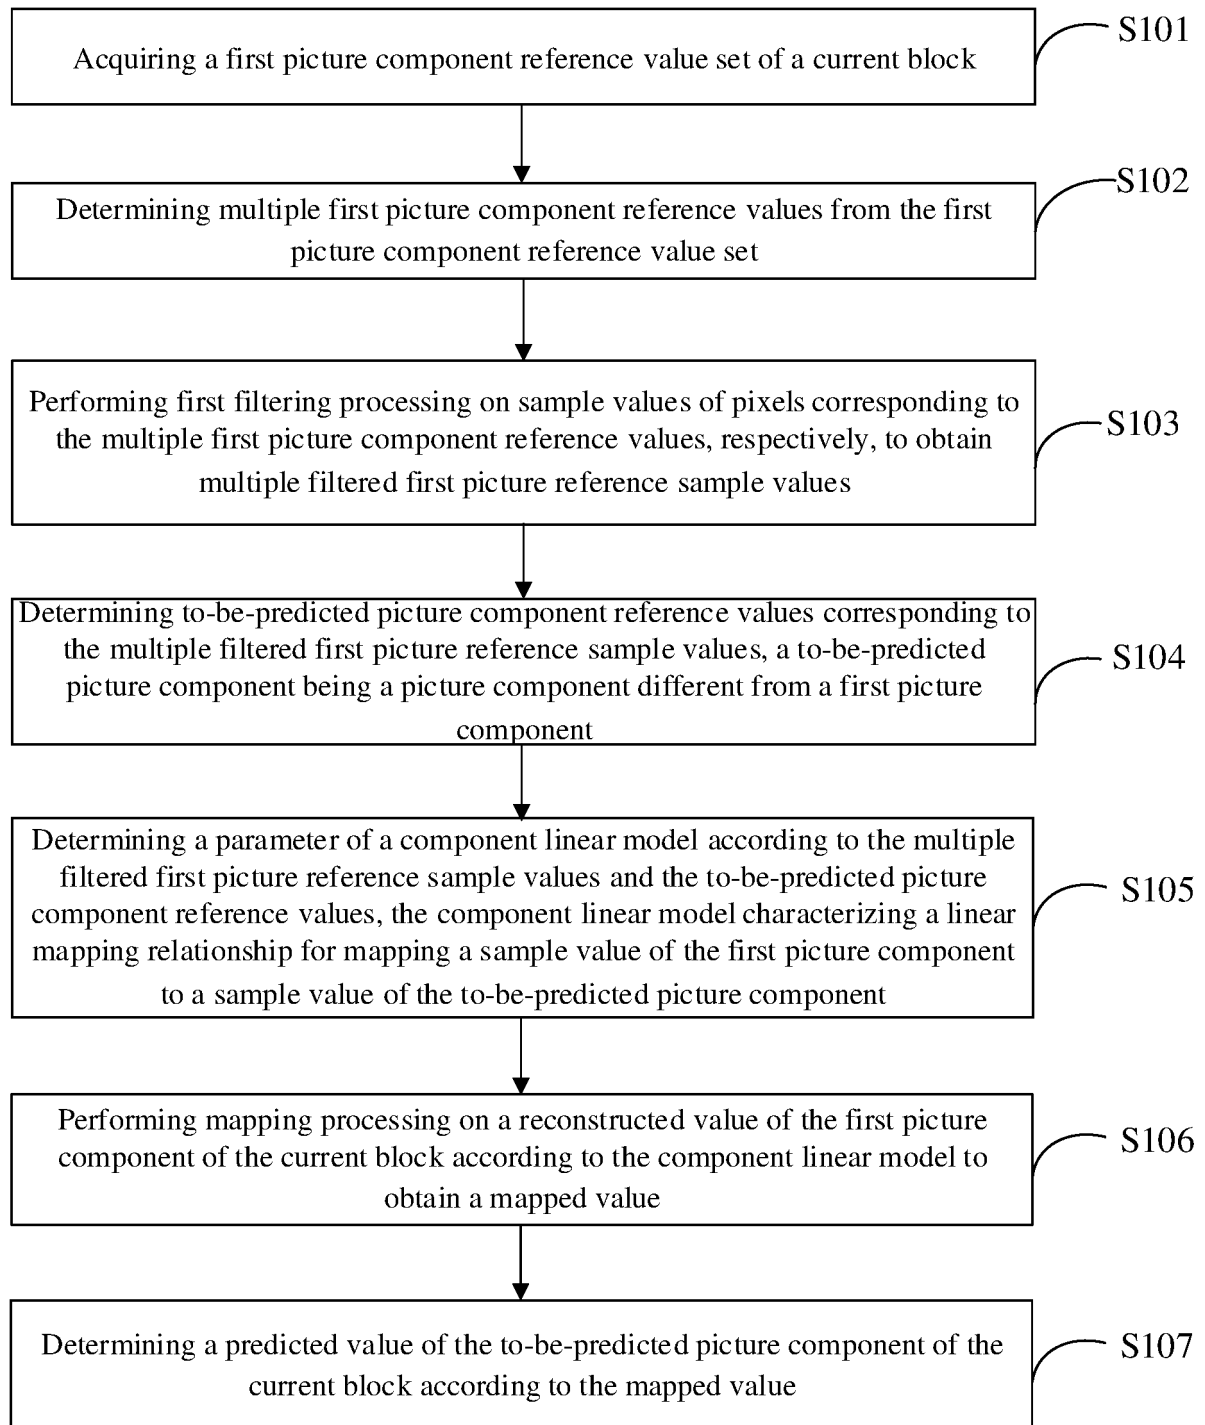 Acquiring a first picture component reference value set of a current block
S101
Determining multiple first picture component reference values from the first
picture component reference value set
S102
Performing first filtering processing on sample values of pixels corresponding to
the multiple first picture component reference values, respectively, to obtain
multiple filtered first picture reference sample values
S103
Determining to-be-predicted picture component reference values corresponding to
the multiple filtered first picture reference sample values, a to-be-predicted
picture component being a picture component different from a first picture
component
S104
Determining a parameter of a component linear model according to the multiple
filtered first picture reference sample values and the to-be-predicted picture
component reference values, the component linear model characterizing a linear
mapping relationship for mapping a sample value of the first picture component
to a sample value of the to-be-predicted picture component
S105
Performing mapping processing on a reconstructed value of the first picture
component of the current block according to the component linear model to
obtain a mapped value
S106
Determining a predicted value of the to-be-predicted picture component of the
current block according to the mapped value
S107